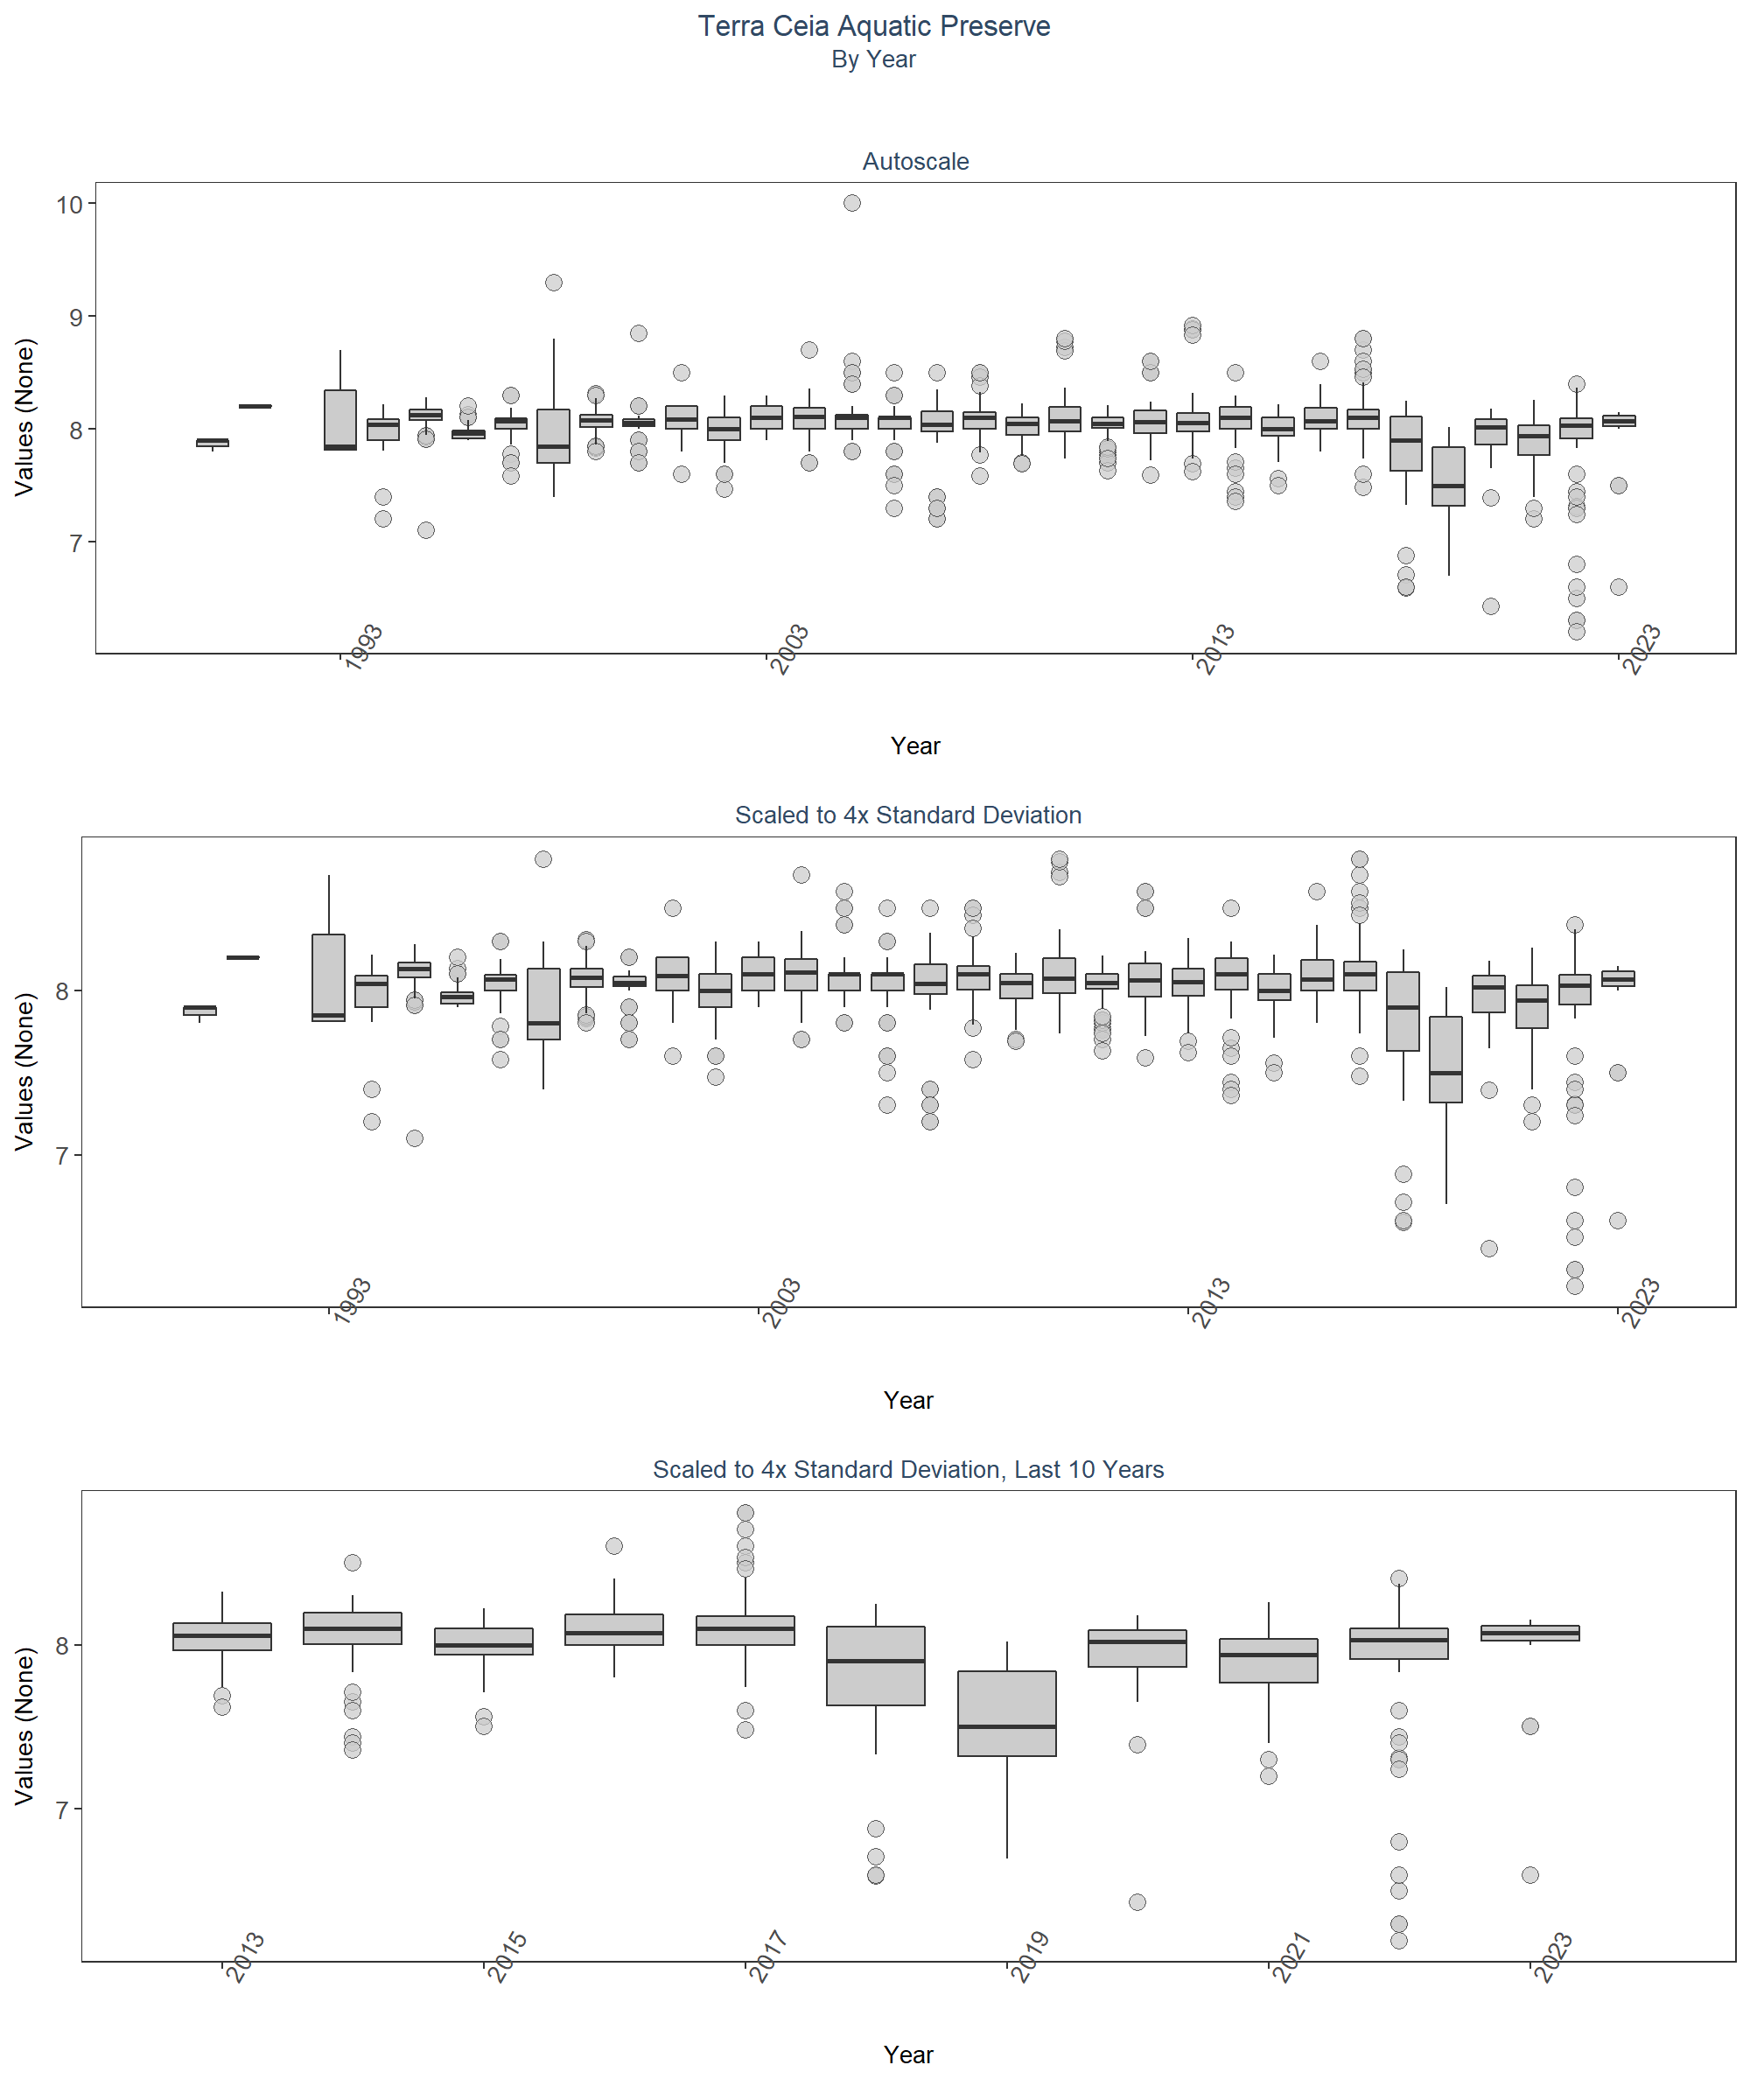 Terra Ceia Aquatic Preserve
By Year
Autoscale
Values (None)
10
9
8
7
1993
2003
2013
2023
Year
Scaled to 4x Standard Deviation
Values (None)
8
7
1993
2003
2013
2023
Year
Scaled to 4x Standard Deviation, Last 10 Years
Values (None)
8
7
2013
2015
2017
2019
2021
2023
Year